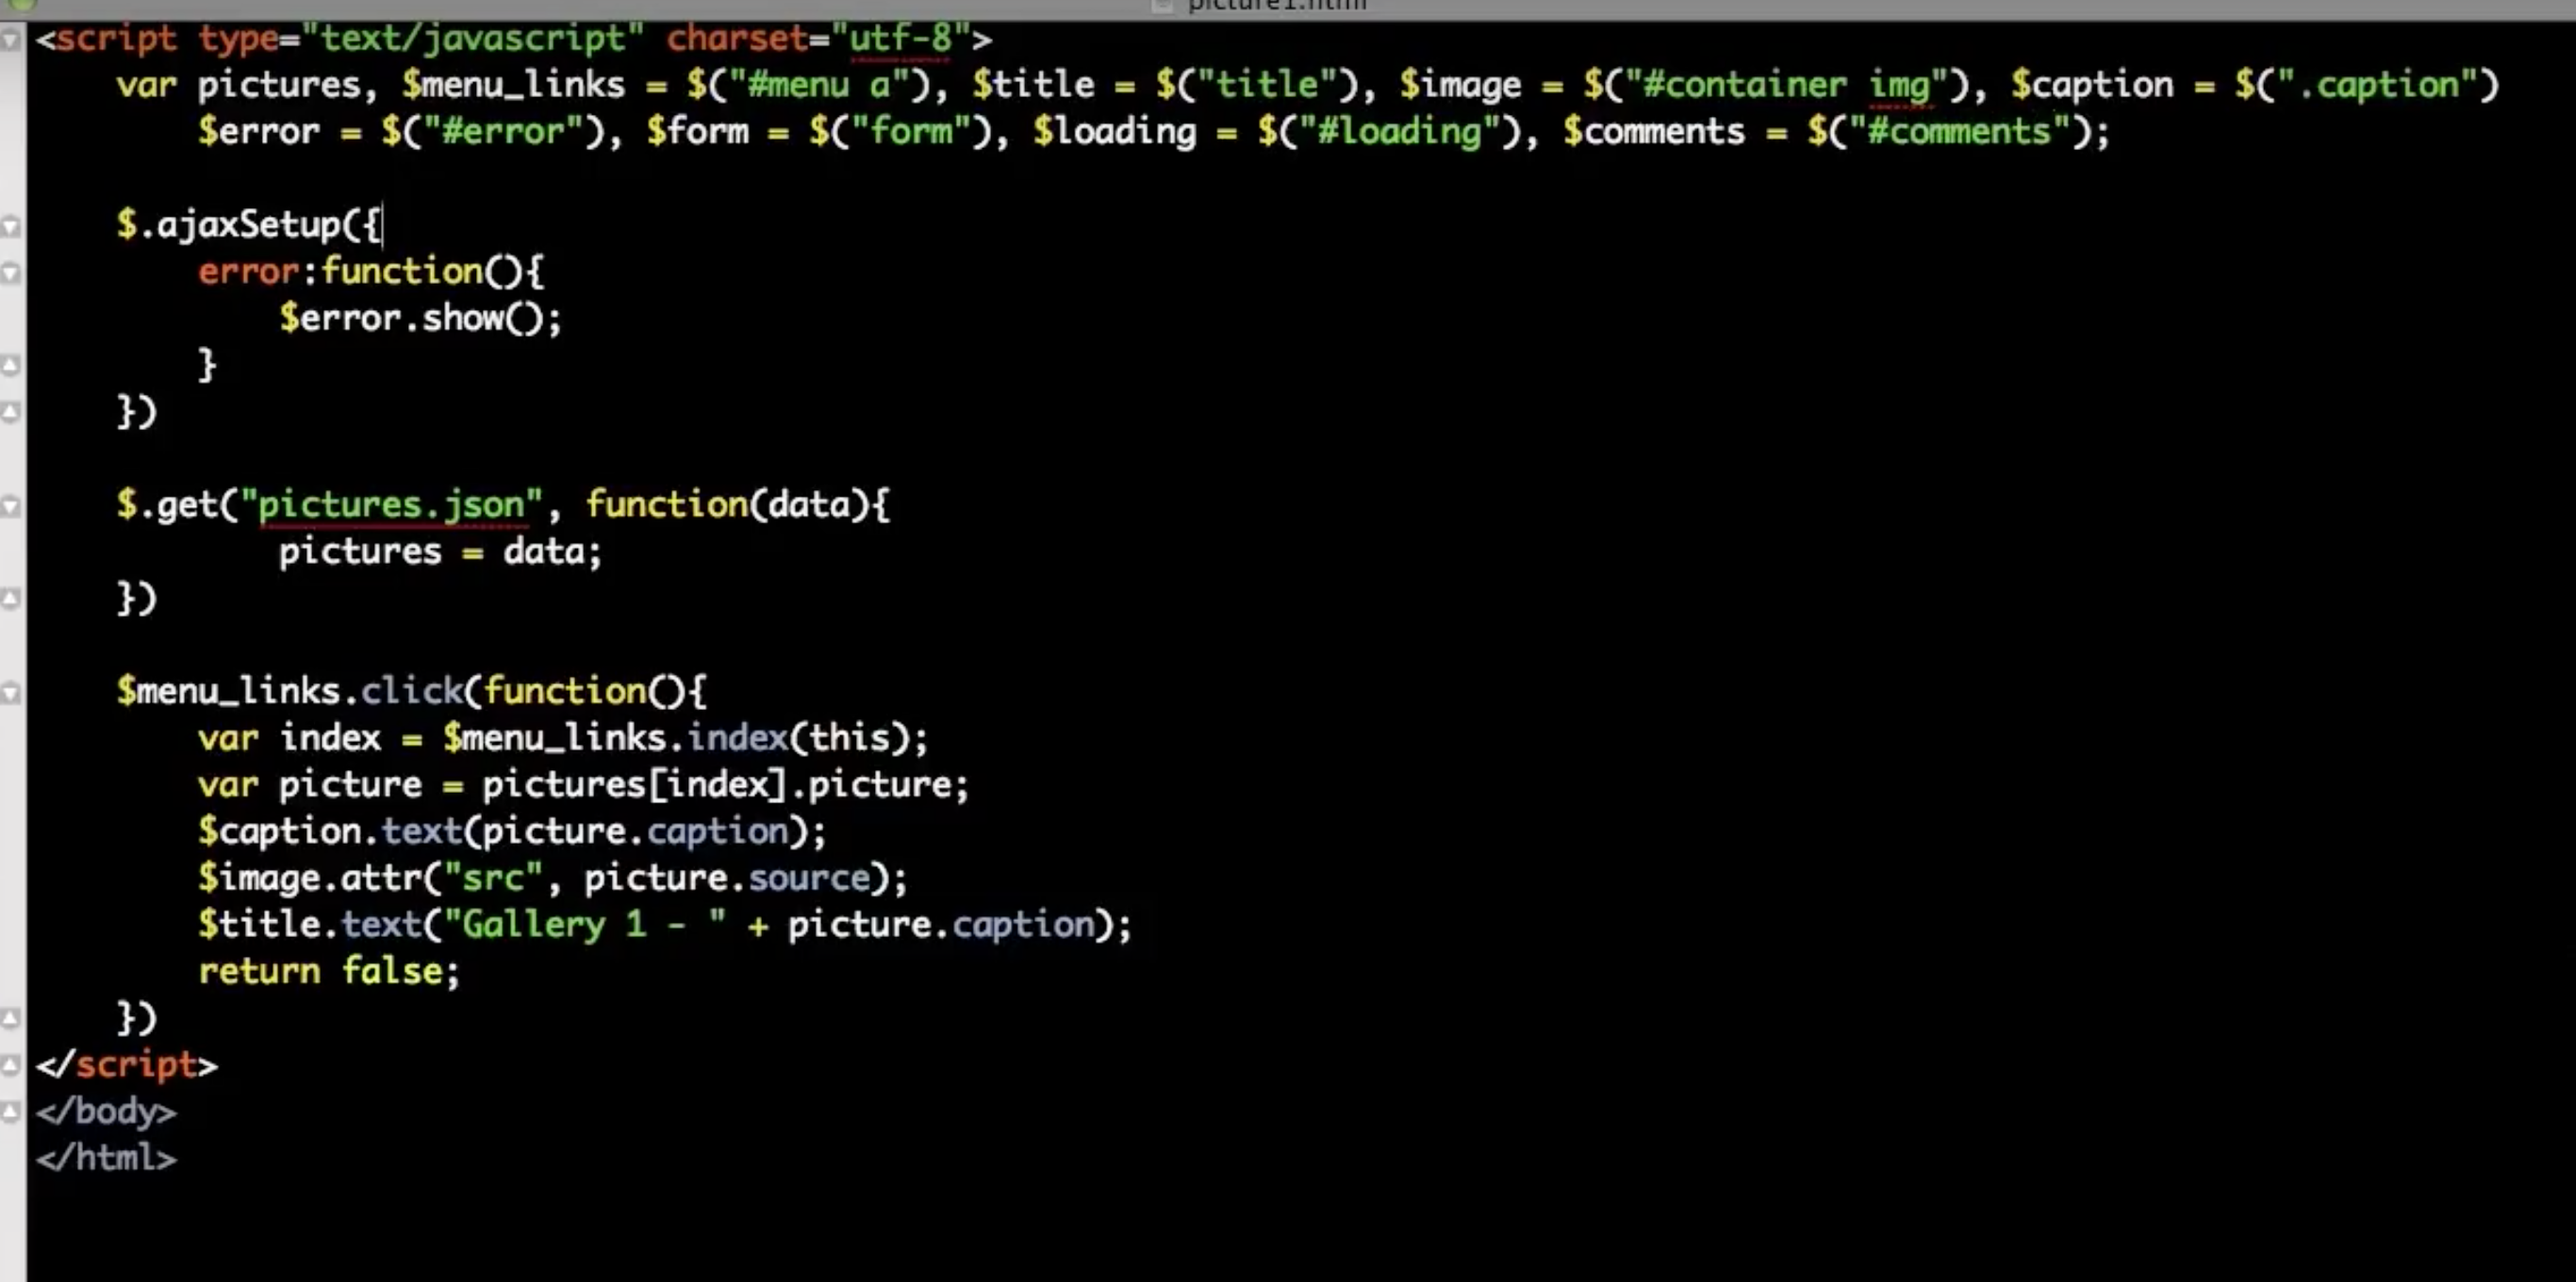 picture1.html
<script type="text/javascript" charset="utf-8">
    var pictures, $menu_links = $("#menu a"), $title = $("title"), $image = $("#container img"), $caption = $(".caption")
        $error = $("#error"), $form = $("form"), $loading = $("#loading"), $comments = $("#comments");

    $.ajaxSetup({
        error:function(){
            $error.show();
        }
    })

    $.get("pictures.json", function(data){
            pictures = data;
    })

    $menu_links.click(function(){
        var index = $menu_links.index(this);
        var picture = pictures[index].picture;
        $caption.text(picture.caption);
        $image.attr("src", picture.source);
        $title.text("Gallery 1 - " + picture.caption);
        return false;
    })
</script>
</body>
</html>